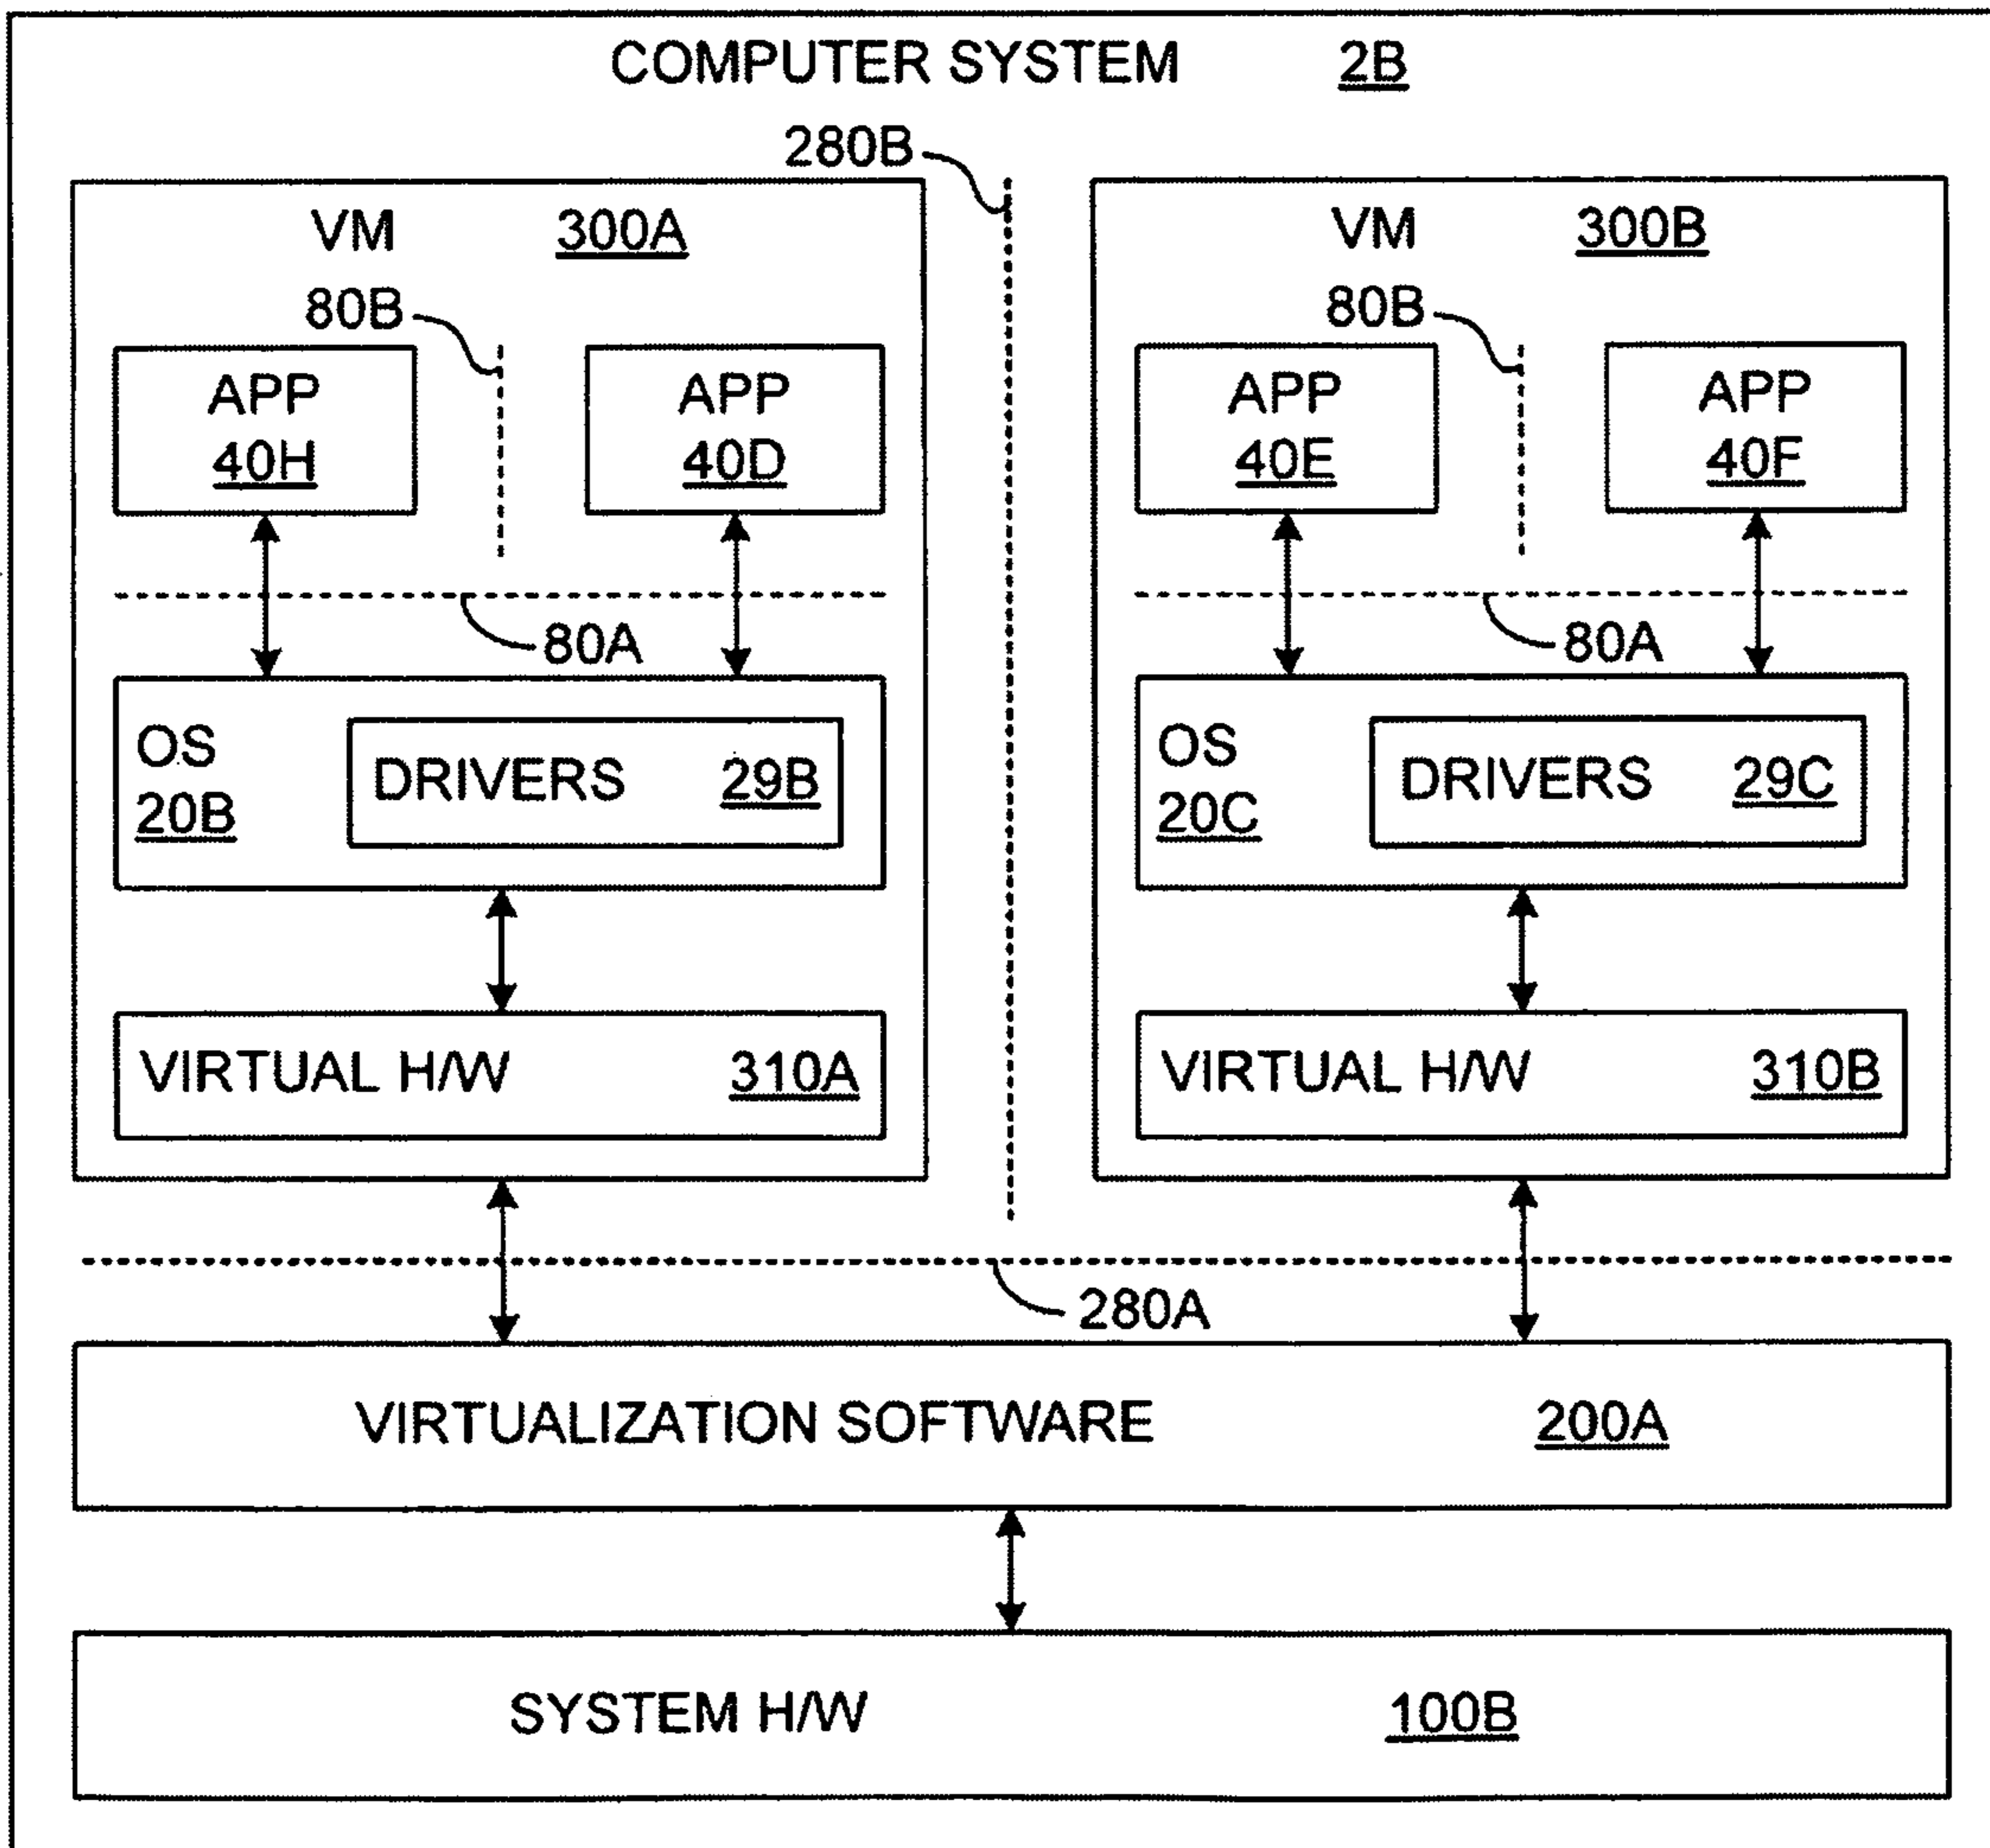 COMPUTER SYSTEM 2B
280B
VM 300A
80B
APP
40H
APP
40D
80A
OS
20B
DRIVERS 29B
VIRTUAL H/W 310A
VM 300B
80B
APP
40E
APP
40F
80A
OS
20C
DRIVERS 29C
VIRTUAL H/W 310B
280A
VIRTUALIZATION SOFTWARE 200A
SYSTEM H/W 100B